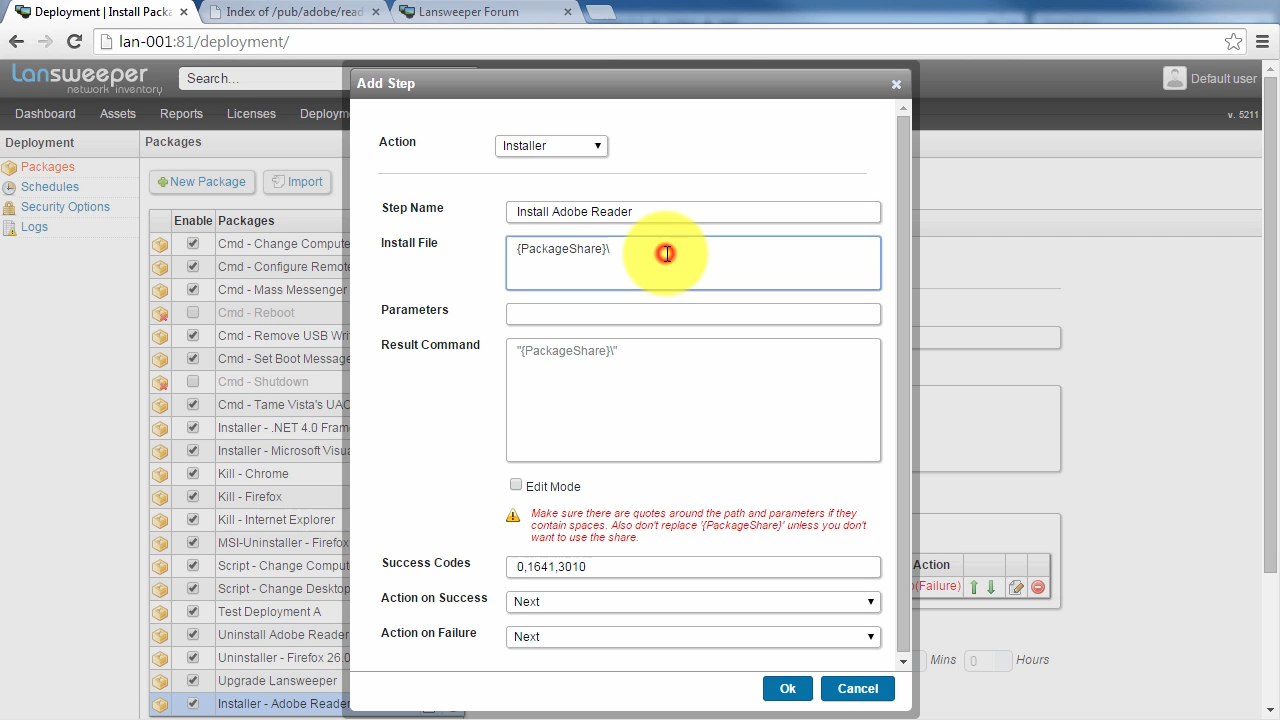 Deployment | Install Packa
Index of /pub/adobe/read
Lansweeper Forum
lan-001:81/deployment/
Lansweeper
network inventory
Search...
Default user
Dashboard
Assets
Reports
Licenses
Deploym
v. 5211
Deployment
Packages
Schedules
Security Options
Logs
Packages
New Package
Import
Enable
Packages
Cmd - Change Compute
Cmd - Configure Remot
Cmd - Mass Messenger
Cmd - Reboot
Cmd - Remove USB Wri
Cmd - Set Boot Message
Cmd - Shutdown
Cmd - Tame Vista's UAC
Installer - .NET 4.0 Fram
Installer - Microsoft Visua
Kill - Chrome
Kill - Firefox
Kill - Internet Explorer
MSI-Uninstaller - Firefox
Script - Change Comput
Script - Change Desktop
Test Deployment A
Uninstall Adobe Reader
Uninstaller - Firefox 26.0
Upgrade Lansweeper
Installer - Adobe Reader
Add Step
Action
Installer
Step Name
Install Adobe Reader
Install File
{PackageShare}\
Parameters
Result Command
"{PackageShare}\"
Edit Mode
Make sure there are quotes around the path and parameters if they
contain spaces. Also don't replace '{PackageShare}' unless you don't
want to use the share.
Success Codes
0,1641,3010
Action on Success
Next
Action on Failure
Next
Ok
Cancel
Action
(Failure)
Mins
0
Hours